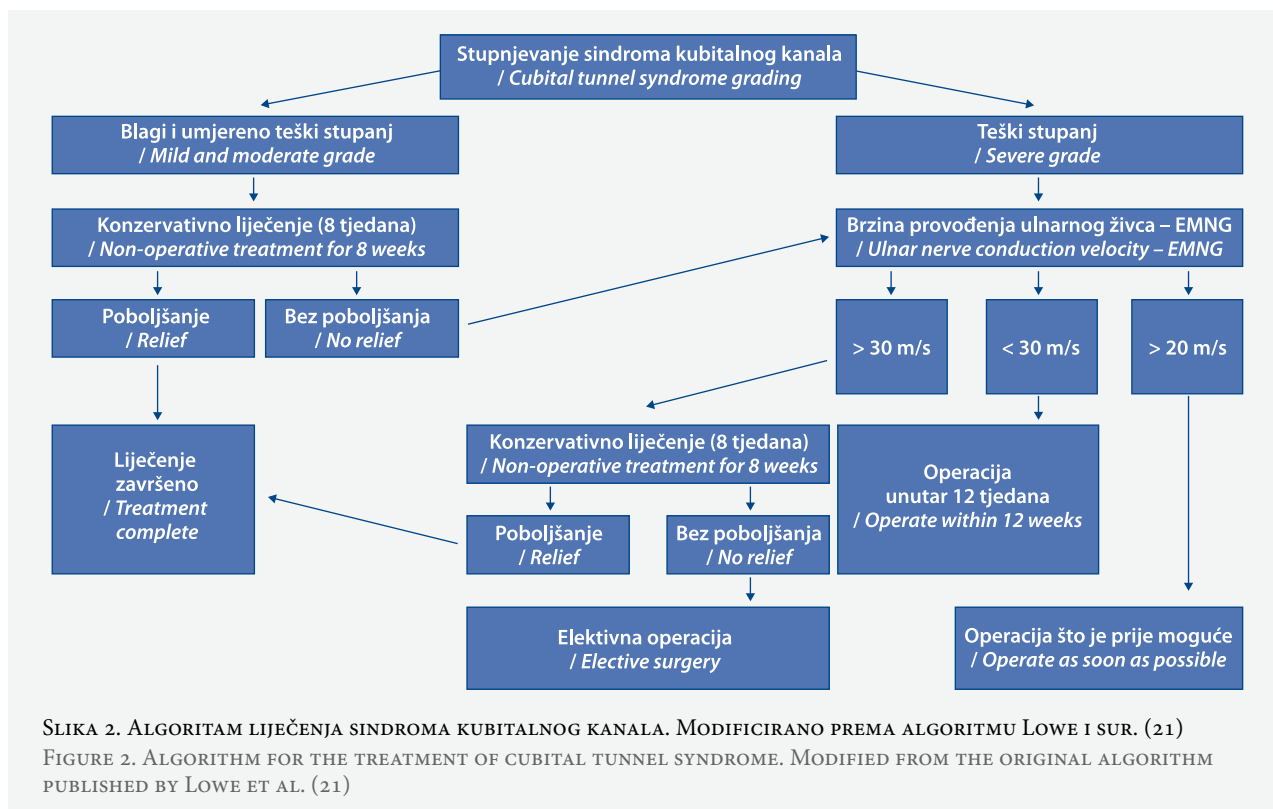 Stupnjevanje sindroma kubitalnog kanala
/ Cubital tunnel syndrome grading
Blagi i umjereno teški stupanj
/ Mild and moderate grade
Teški stupanj
/ Severe grade
Konzervativno liječenje (8 tjedana)
/ Non-operative treatment for 8 weeks
Brzina provođenja ulnarnog živca – EMNG
/ Ulnar nerve conduction velocity – EMNG
Poboljšanje
/ Relief
Bez poboljšanja
/ No relief
> 30 m/s
< 30 m/s
> 20 m/s
Liječenje
završeno
/ Treatment
complete
Konzervativno liječenje (8 tjedana)
/ Non-operative treatment for 8 weeks
Operacija
unutar 12 tjedana
/ Operate within 12 weeks
Poboljšanje
/ Relief
Bez poboljšanja
/ No relief
Elektivna operacija
/ Elective surgery
Operacija što je prije moguće
/ Operate as soon as possible
Slika 2. Algoritam liječenja sindroma kubitalnog kanala. Modificirano prema algoritmu Lowe i sur. (21)
Figure 2. Algorithm for the treatment of cubital tunnel syndrome. Modified from the original algorithm
published by Lowe et al. (21)